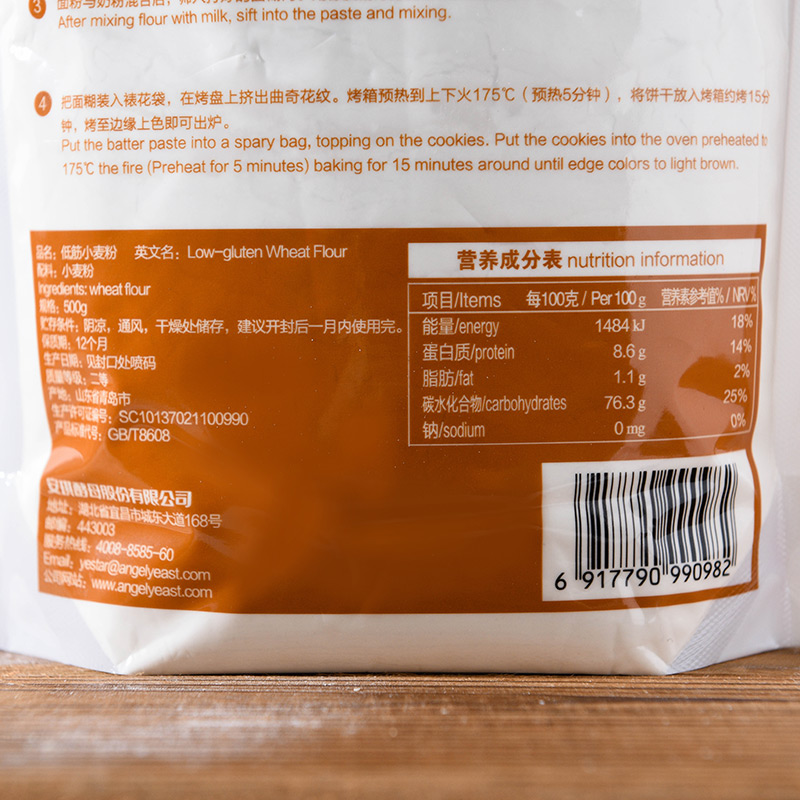 3 面粉与奶粉混合后，筛入
After mixing flour with milk, sift into the paste and mixing.
4 把面糊装入裱花袋，在烤盘上挤出曲奇花纹。烤箱预热到上下火175℃（预热5分钟），将饼干放入烤箱约烤15分
钟，烤至边缘上色即可出炉。
Put the batter paste into a spary bag, topping on the cookies. Put the cookies into the oven preheated to
175℃ the fire (Preheat for 5 minutes) baking for 15 minutes around until edge colors to light brown.
品名：低筋小麦粉 英文名：Low-gluten Wheat Flour
配料：小麦粉
Ingredients: wheat flour
规格：500g
贮存条件：阴凉，通风，干燥处储存，建议开封后一月内使用完。
保质期：12个月
生产日期：见封口处喷码
质量等级：二等
产地：山东省青岛市
生产许可证编号：SC10137021100990
产品标准代号：GB/T8608
安琪酵母股份有限公司
地址：湖北省宜昌市城东大道168号
邮编：443003
服务热线：4008-8585-60
Email: yestar@angelyeast.com
公司网站：www.angelyeast.com
营养成分表 nutrition information
项目/Items 每100克 / Per 100 g 营养素参考值% / NRV%
能量/energy 1484 kJ 18%
蛋白质/protein 8.6 g 14%
脂肪/fat 1.1 g 2%
碳水化合物/carbohydrates 76.3 g 25%
钠/sodium 0 mg 0%
6 917790 990982